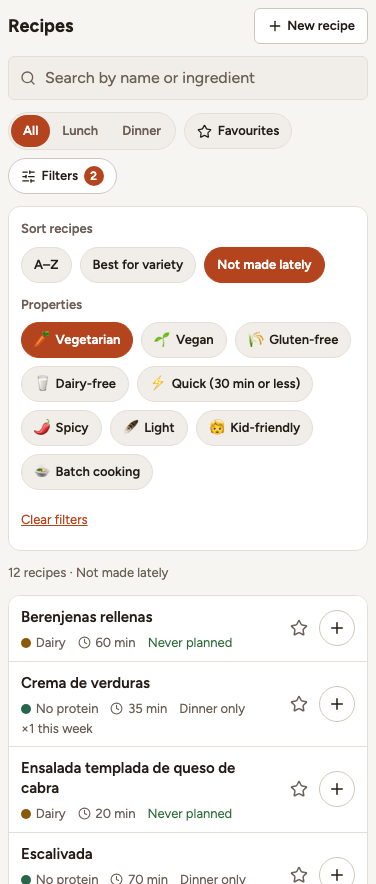 Recipes
New recipe
Search by name or ingredient
All Lunch Dinner Favourites
Filters 2
Sort recipes
A–Z Best for variety Not made lately
Properties
Vegetarian Vegan Gluten-free
Dairy-free Quick (30 min or less)
Spicy Light Kid-friendly
Batch cooking
Clear filters
12 recipes · Not made lately
Berenjenas rellenas
Dairy 60 min Never planned
Crema de verduras
No protein 35 min Dinner only
×1 this week
Ensalada templada de queso de
cabra
Dairy 20 min Never planned
Escalivada
No protein 70 min Dinner only